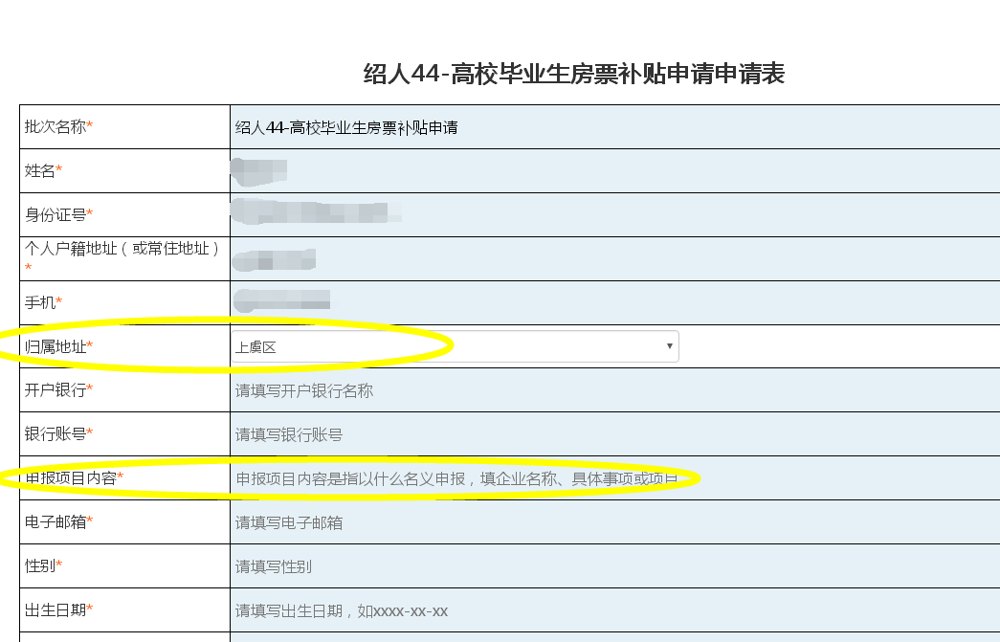 绍人44-高校毕业生房票补贴申请申请表
批次名称* 绍人44-高校毕业生房票补贴申请
姓名*
身份证号*
个人户籍地址（或常住地址）
*
手机*
归属地址* 上虞区
开户银行* 请填写开户银行名称
银行账号* 请填写银行账号
申报项目内容* 申报项目内容是指以什么名义申报，填企业名称、具体事项或项目
电子邮箱* 请填写电子邮箱
性别* 请填写性别
出生日期* 请填写出生日期，如xxxx-xx-xx